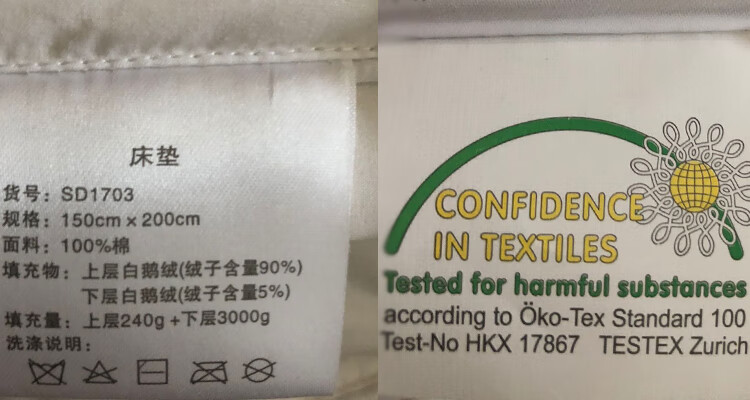 床垫
货号：SD1703
规格：150cm×200cm
面料：100%棉
填充物：上层白鹅绒(绒子含量90%)
下层白鹅绒(绒子含量5%)
填充量：上层240g+下层3000g
洗涤说明：
CONFIDENCE
IN TEXTILES
Tested for harmful substances
according to Öko-Tex Standard 100
Test-No HKX 17867 TESTEX Zurich